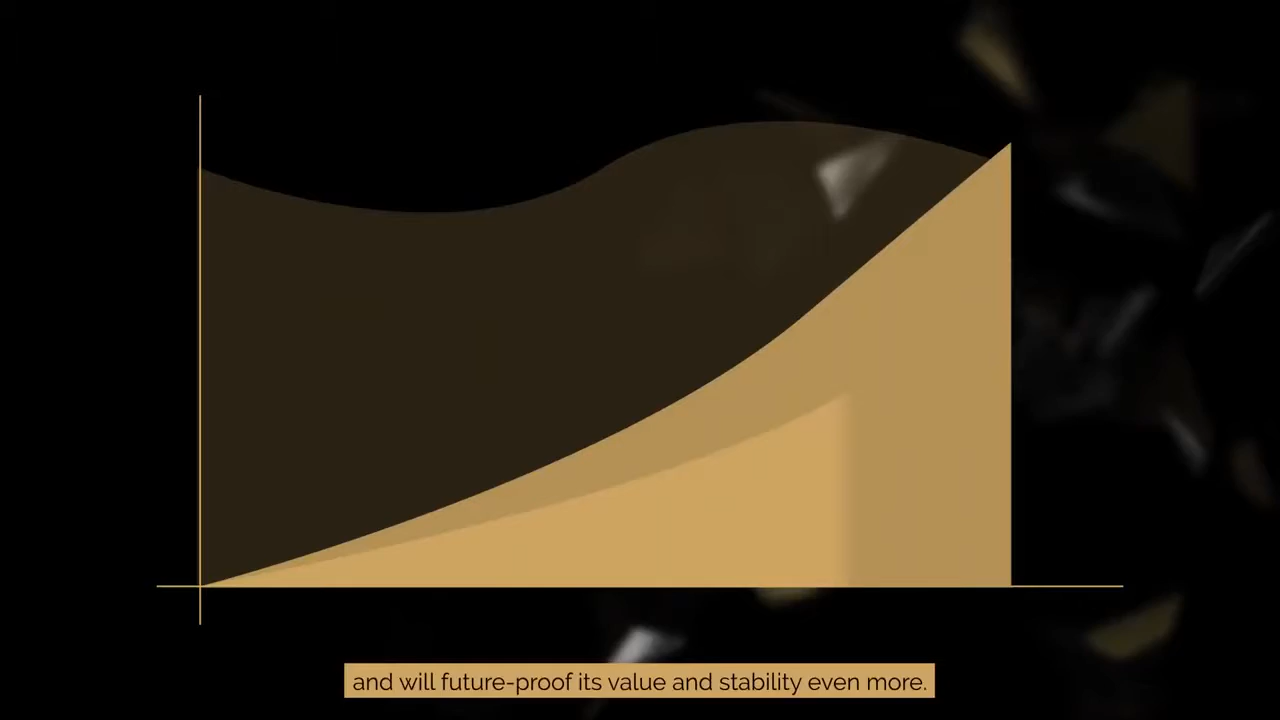 and will future-proof its value and stability even more.